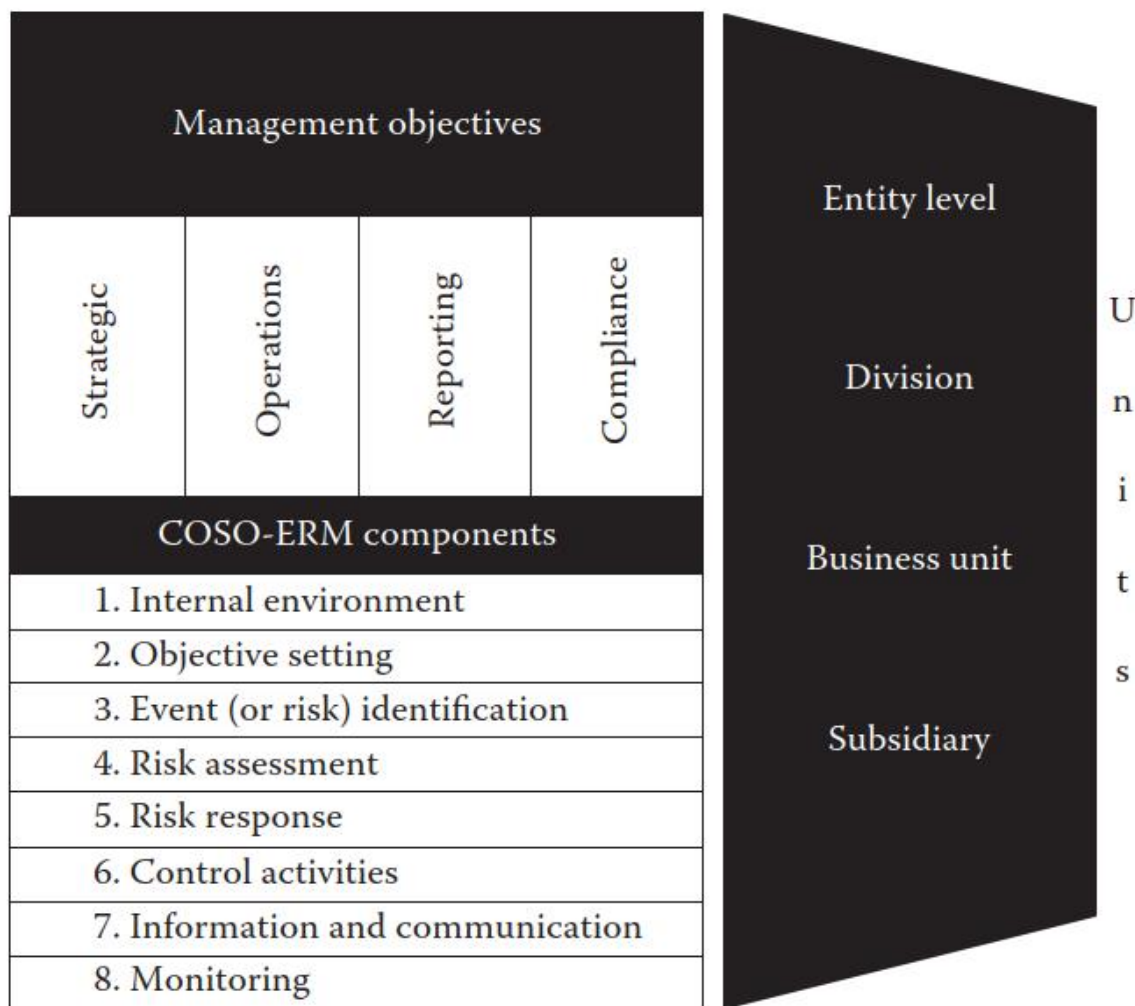 Management objectives
Strategic
Operations
Reporting
Compliance
COSO-ERM components
1. Internal environment
2. Objective setting
3. Event (or risk) identification
4. Risk assessment
5. Risk response
6. Control activities
7. Information and communication
8. Monitoring
Entity level
Division
Business unit
Subsidiary
Units